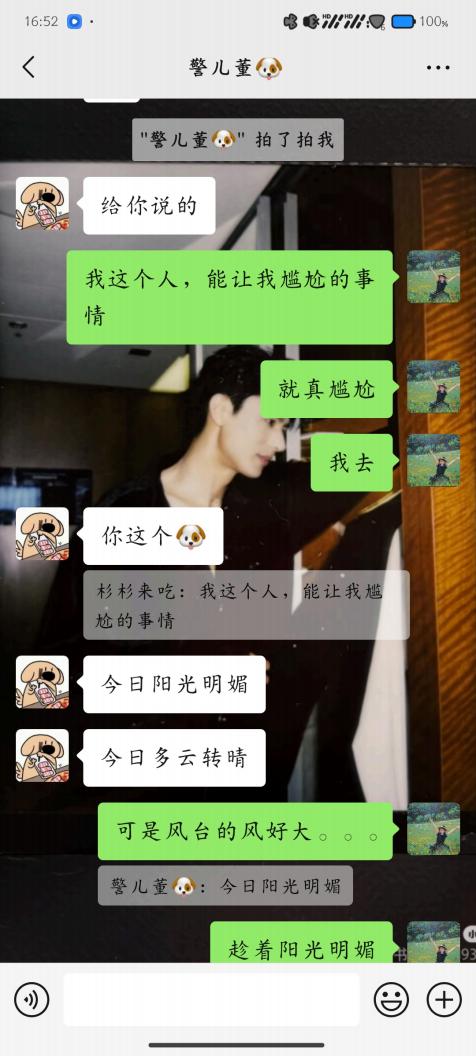 16:52
100%
警儿董🐶
"警儿董🐶" 拍了拍我
给你说的
我这个人，能让我尴尬的事
情
就真尴尬
我去
你这个🐶
杉杉来吃：我这个人，能让我尴
尬的事情
今日阳光明媚
今日多云转晴
可是风台的风好大。。。
警儿董🐶：今日阳光明媚
趁着阳光明媚
书
93